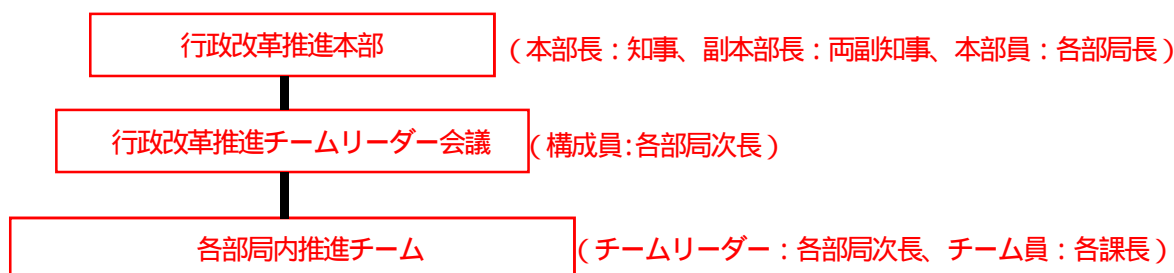 行政改革推進本部 (本部長:知事、副本部長:両副知事、本部員:各部局長)
行政改革推進チームリーダー会議 (構成員:各部局次長)
各部局内推進チーム (チームリーダー:各部局次長、チーム員:各課長)